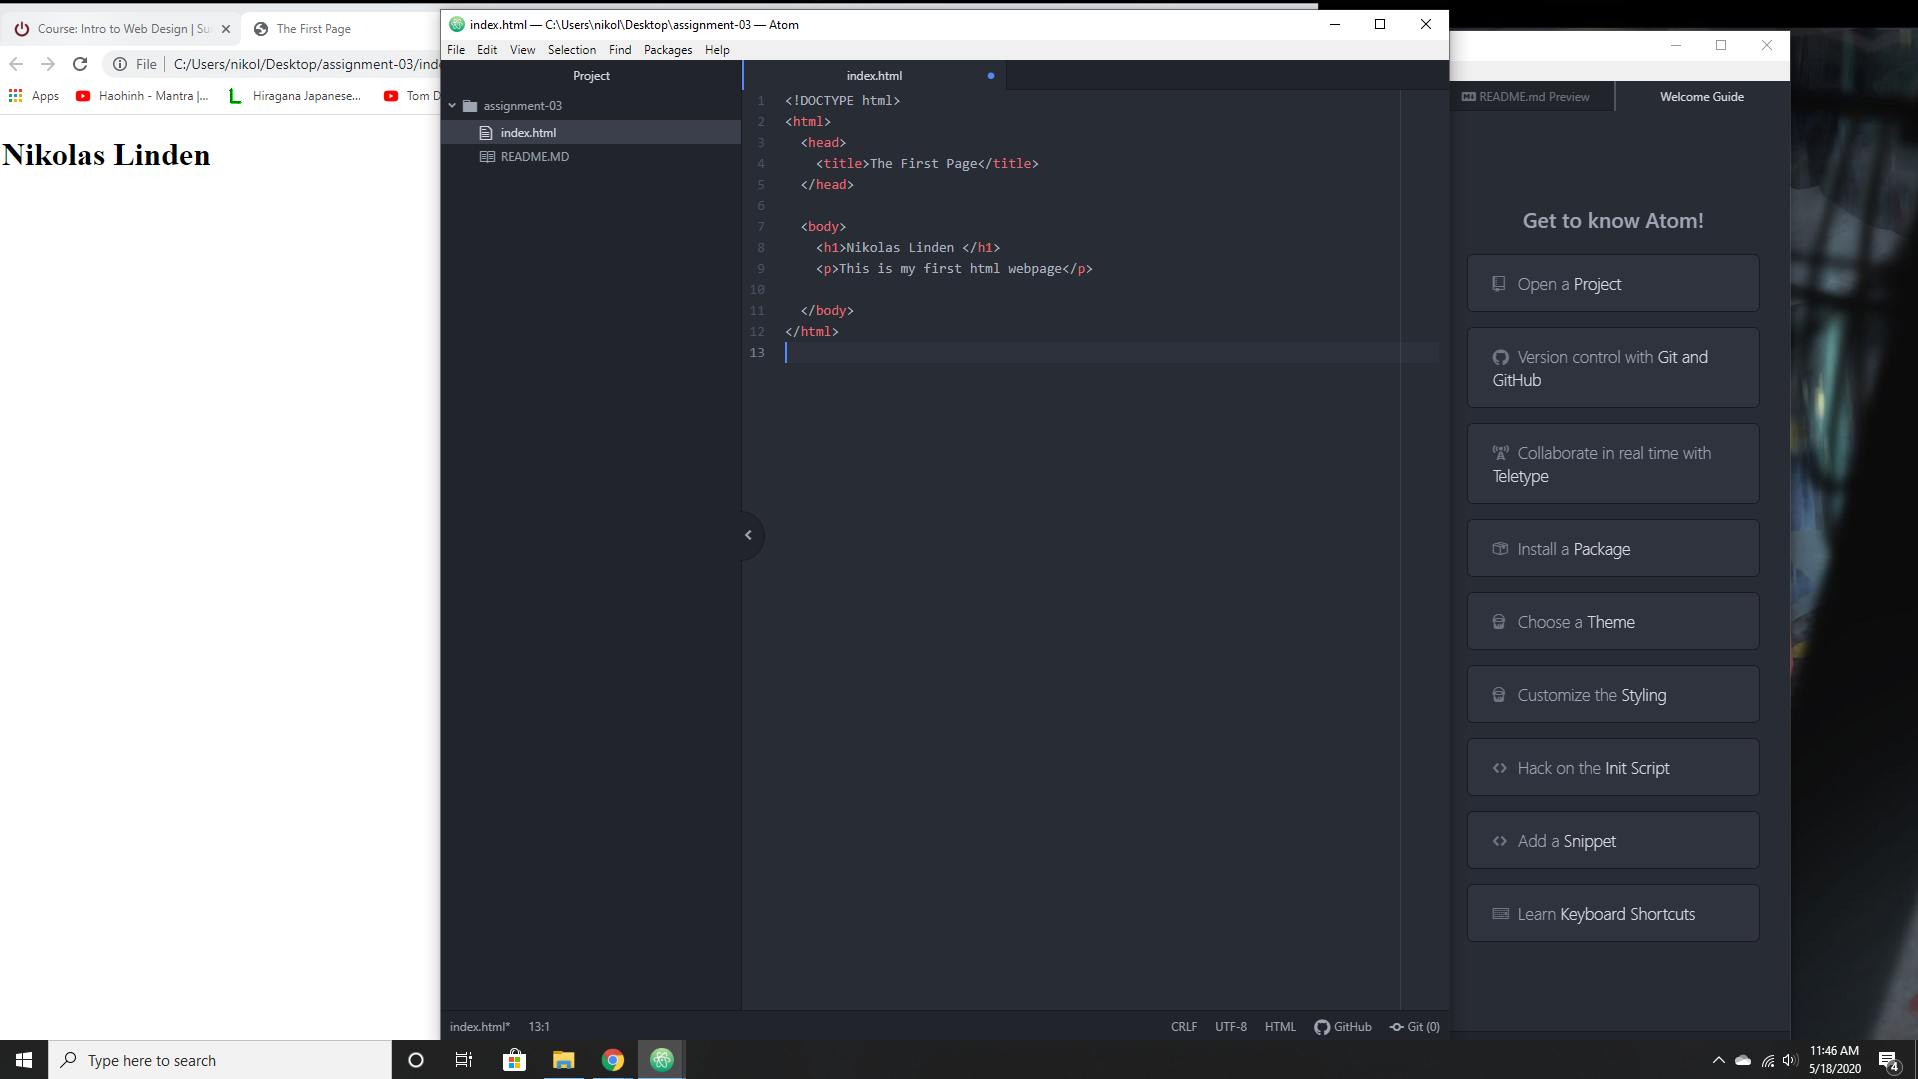 Course: Intro to Web Design | Su
The First Page
File
C:/Users/nikol/Desktop/assignment-03/inde
Apps
Haohinh - Mantra |...
Hiragana Japanese...
Tom D
Nikolas Linden
index.html — C:\Users\nikol\Desktop\assignment-03 — Atom
File Edit View Selection Find Packages Help
Project
assignment-03
index.html
README.MD
index.html
1 <!DOCTYPE html>
2 <html>
3 <head>
4 <title>The First Page</title>
5 </head>
6
7 <body>
8 <h1>Nikolas Linden </h1>
9 <p>This is my first html webpage</p>
10
11 </body>
12 </html>
13
index.html* 13:1
CRLF UTF-8 HTML GitHub Git (0)
README.md Preview
Welcome Guide
Get to know Atom!
Open a Project
Version control with Git and
GitHub
Collaborate in real time with
Teletype
Install a Package
Choose a Theme
Customize the Styling
Hack on the Init Script
Add a Snippet
Learn Keyboard Shortcuts
Type here to search
11:46 AM
5/18/2020
4